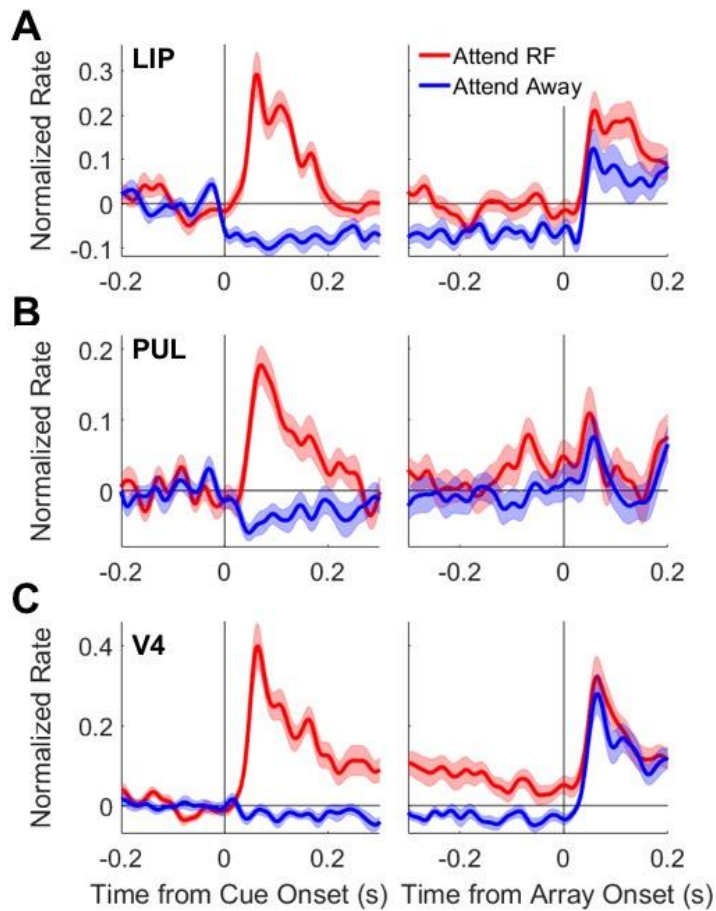 A
LIP
Attend RF
Attend Away
Normalized Rate
0.3
0.2
0.1
0
-0.1
-0.2 0 0.2 -0.2 0 0.2
B
PUL
Normalized Rate
0.2
0.1
0
-0.2 0 0.2 -0.2 0 0.2
C
V4
Normalized Rate
0.4
0.2
0
-0.2 0 0.2 -0.2 0 0.2
Time from Cue Onset (s) Time from Array Onset (s)